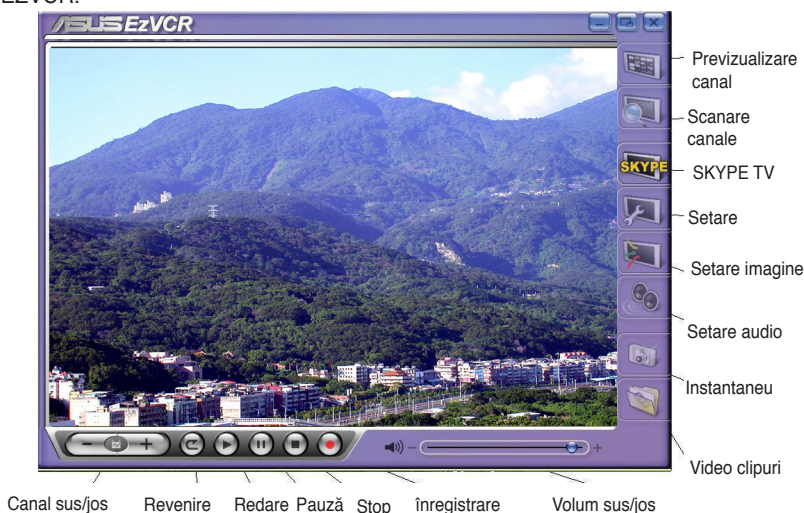 EZVCR.
ASUS EzVCR
Previzualizare
canal
Scanare
canale
SKYPE
SKYPE TV
Setare
Setare imagine
Setare audio
Instantaneu
Video clipuri
Canal sus/jos Revenire Redare Pauză Stop înregistrare Volum sus/jos